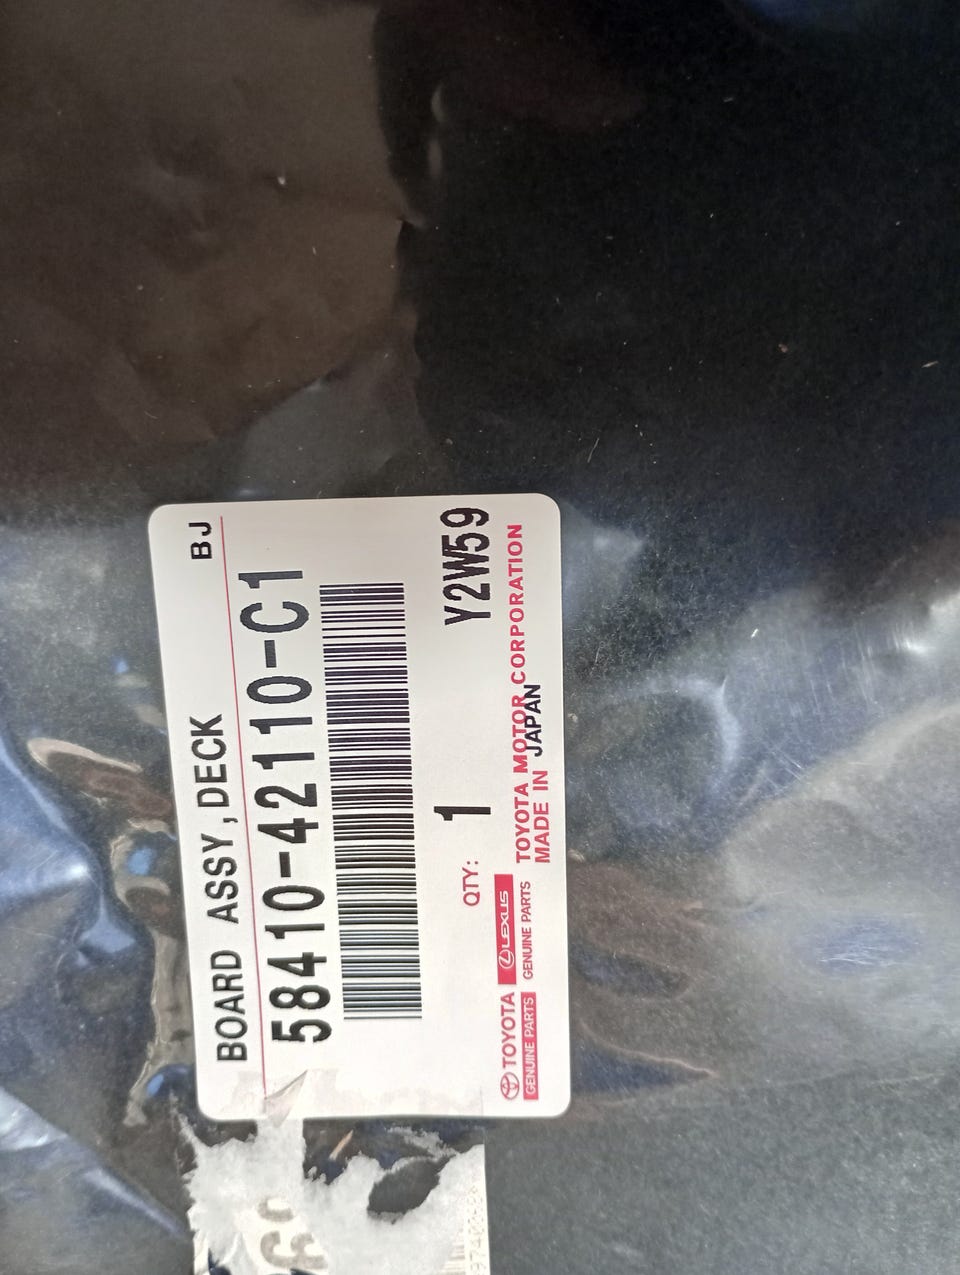 BJ
BOARD ASSY,DECK
58410-42110-C1
QTY: 1 Y2W59
TOYOTA LEXUS TOYOTA MOTOR CORPORATION
GENUINE PARTS GENUINE PARTS MADE IN JAPAN